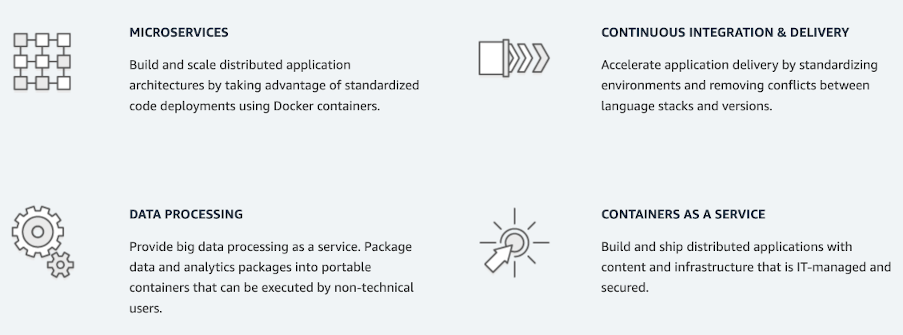 MICROSERVICES
Build and scale distributed application
architectures by taking advantage of standardized
code deployments using Docker containers.
CONTINUOUS INTEGRATION & DELIVERY
Accelerate application delivery by standardizing
environments and removing conflicts between
language stacks and versions.
DATA PROCESSING
Provide big data processing as a service. Package
data and analytics packages into portable
containers that can be executed by non-technical
users.
CONTAINERS AS A SERVICE
Build and ship distributed applications with
content and infrastructure that is IT-managed and
secured.